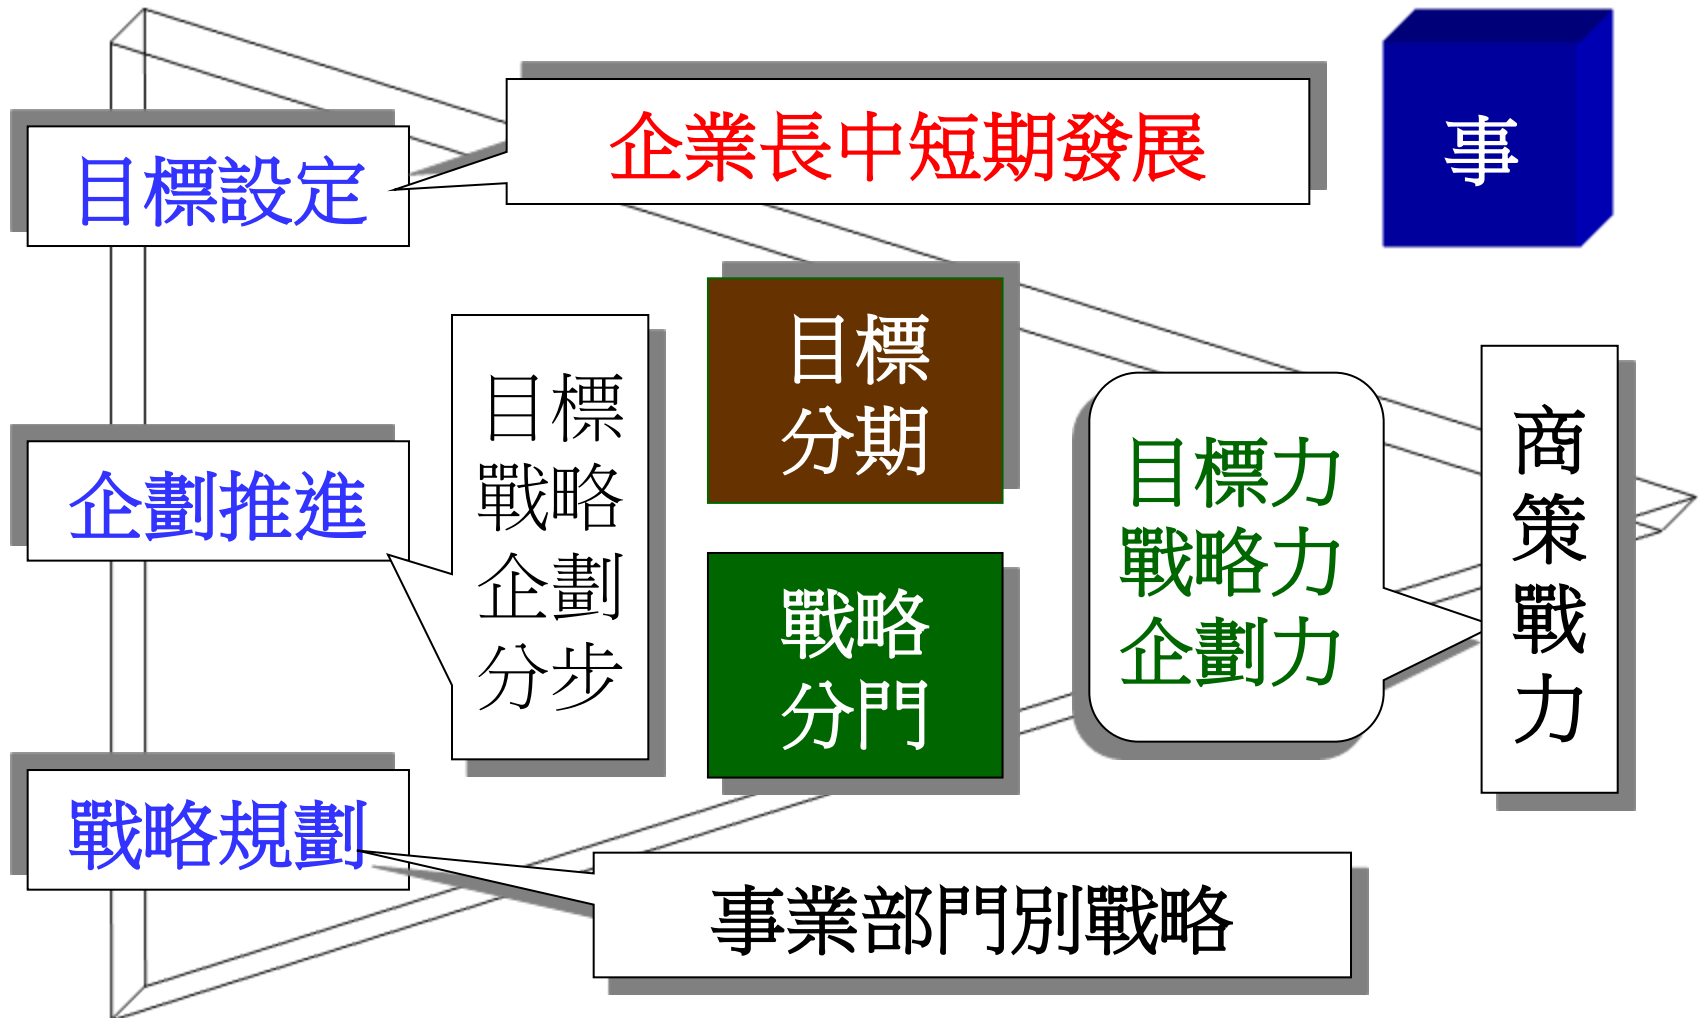 企業長中短期發展
事
目標設定
目標
分期
目標
戰略
企劃
分步
企劃推進
目標力
戰略力
企劃力
商
策
戰
力
戰略
分門
戰略規劃
事業部門別戰略